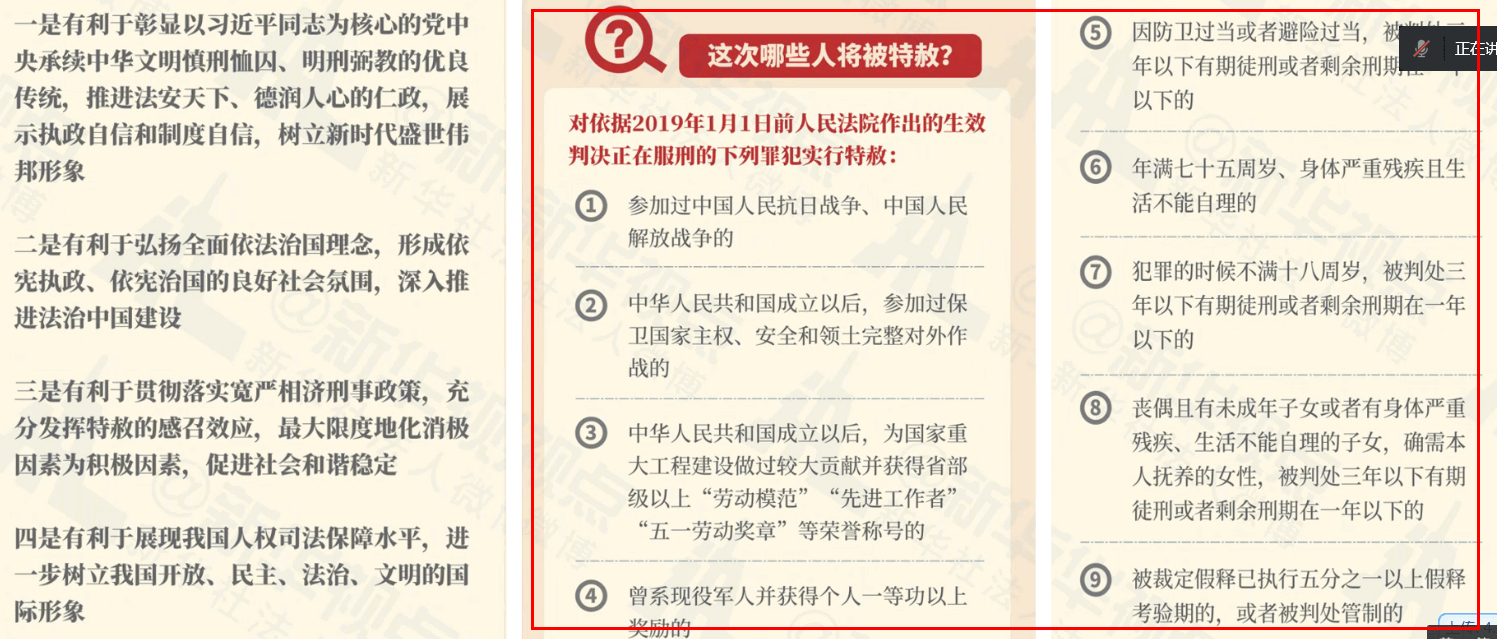 一是有利于彰显以习近平同志为核心的党中
央承续中华文明慎刑恤囚、明刑弼教的优良
传统，推进法安天下、德润人心的仁政，展
示执政自信和制度自信，树立新时代盛世伟
邦形象
二是有利于弘扬全面依法治国理念，形成依
宪执政、依宪治国的良好社会氛围，深入推
进法治中国建设
三是有利于贯彻落实宽严相济刑事政策，充
分发挥特赦的感召效应，最大限度地化消极
因素为积极因素，促进社会和谐稳定
四是有利于展现我国人权司法保障水平，进
一步树立我国开放、民主、法治、文明的国
际形象
这次哪些人将被特赦？
对依据2019年1月1日前人民法院作出的生效
判决正在服刑的下列罪犯实行特赦：
① 参加过中国人民抗日战争、中国人民
解放战争的
② 中华人民共和国成立以后，参加过保
卫国家主权、安全和领土完整对外作
战的
③ 中华人民共和国成立以后，为国家重
大工程建设做过较大贡献并获得省部
级以上“劳动模范”“先进工作者”
“五一劳动奖章”等荣誉称号的
④ 曾系现役军人并获得个人一等功以上
奖励的
⑤ 因防卫过当或者避险过当，被
年以下有期徒刑或者剩余刑期在一年
以下的
⑥ 年满七十五周岁、身体严重残疾且生
活不能自理的
⑦ 犯罪的时候不满十八周岁，被判处三
年以下有期徒刑或者剩余刑期在一年
以下的
⑧ 丧偶且有未成年子女或者有身体严重
残疾、生活不能自理的子女，确需本
人抚养的女性，被判处三年以下有期
徒刑或者剩余刑期在一年以下的
⑨ 被裁定假释已执行五分之一以上假释
考验期的，或者被判处管制的
正在讲
@新华视点
新华社法人微博